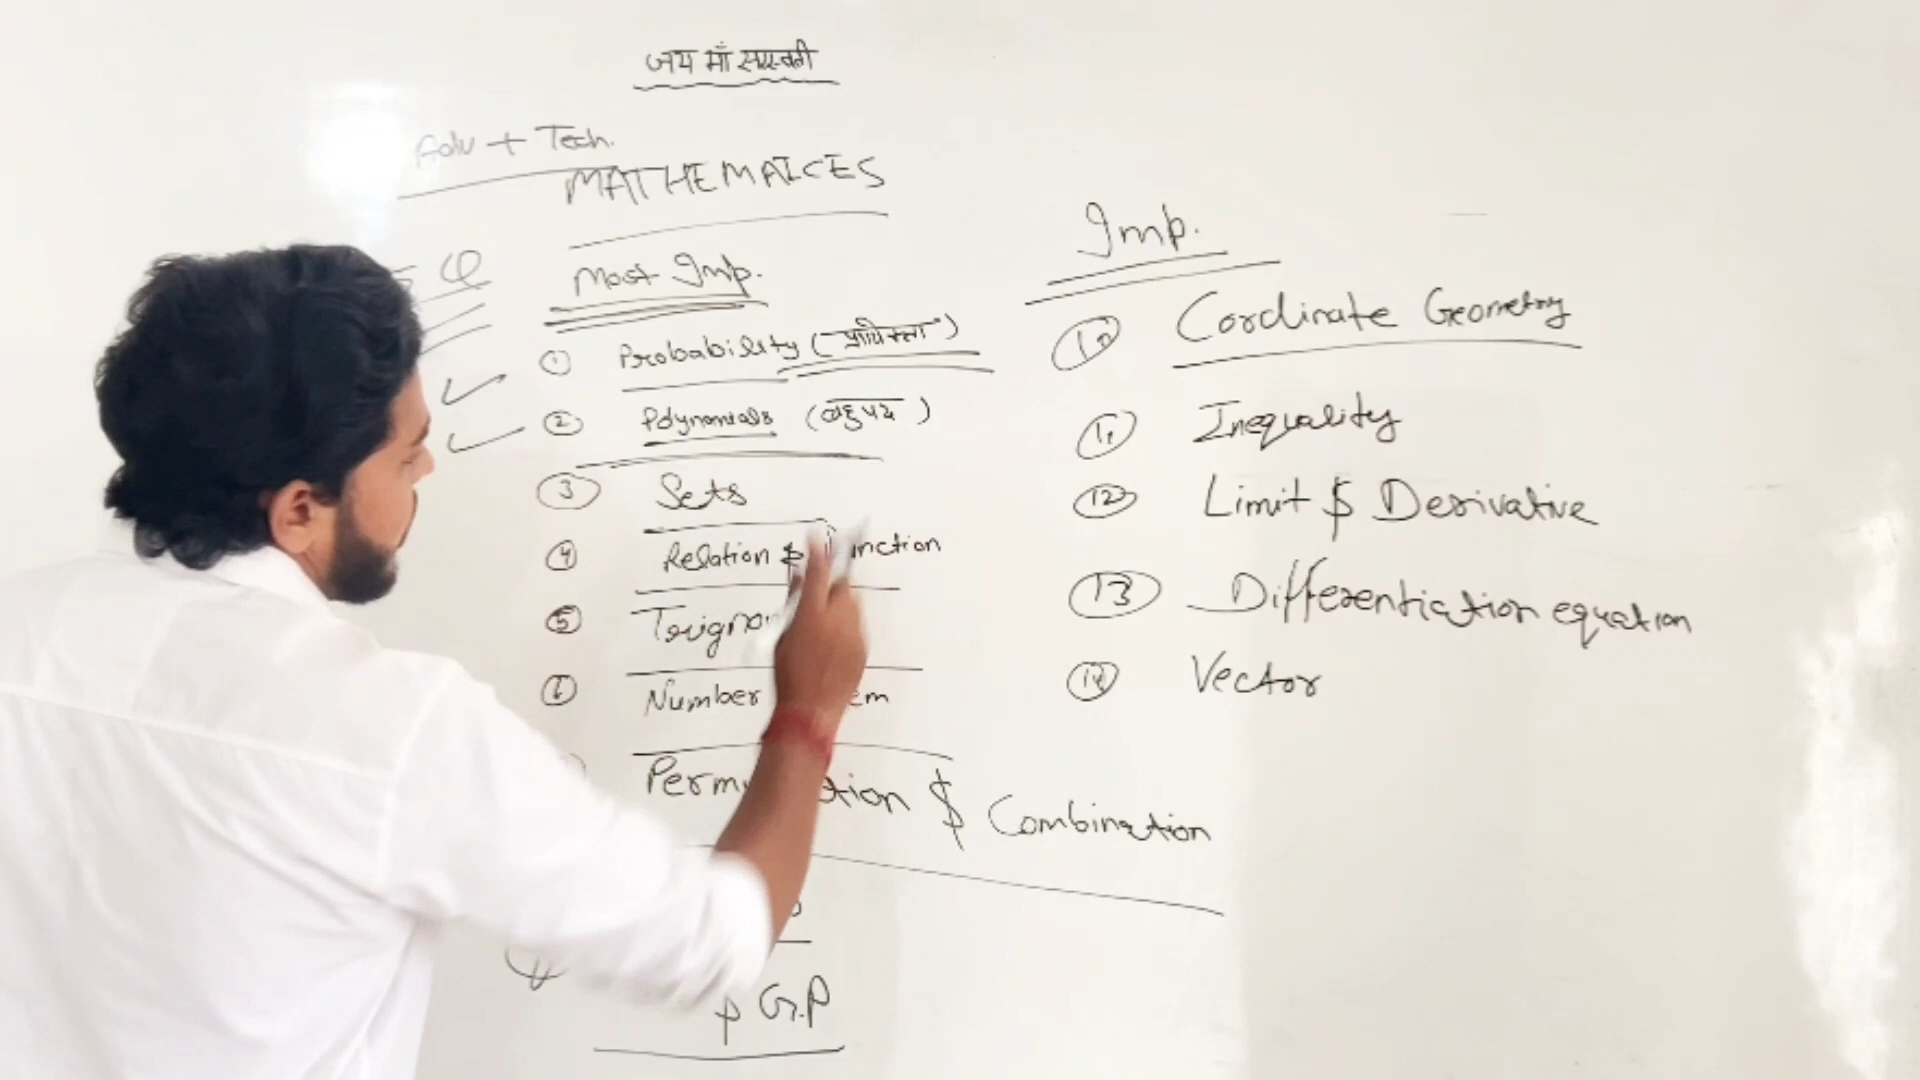 जय माँ सरस्वती
+ Tech.
MATHEMAICES
Q
Most Imp.
① Probability (प्रायिकता)
② Polynomials (बहुपद)
③ Sets
④ Relation & Function
⑤
⑥ Number
& Combination
& G.P
Imp.
⑩ Cordinate Geometry
⑪ Inequality
⑫ Limit & Derivative
⑬ Differentiation equation
⑭ Vector